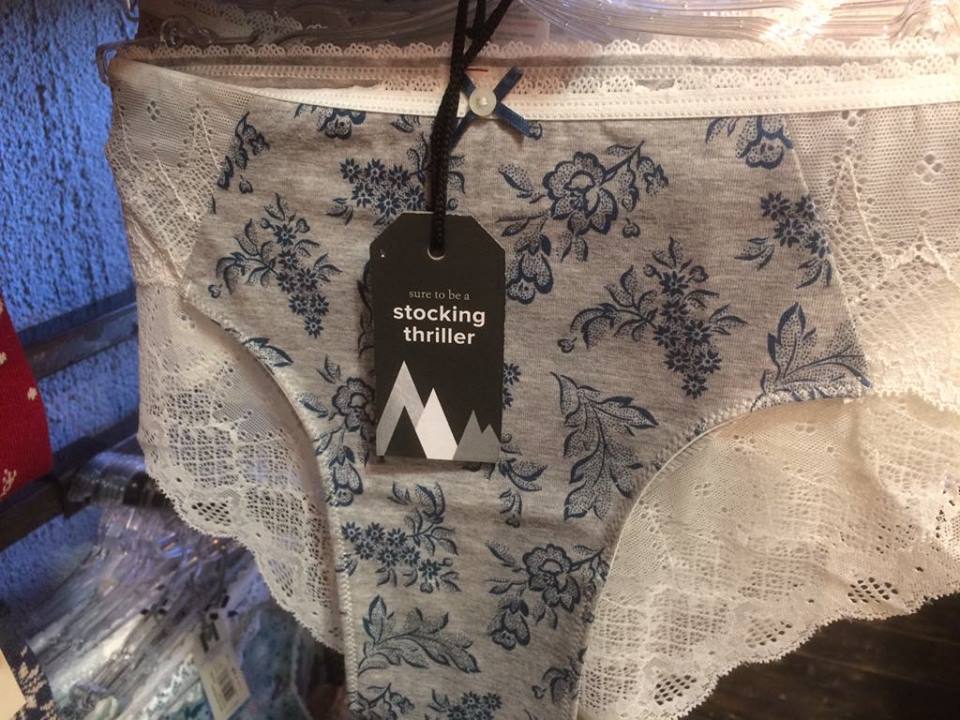 sure to be a
stocking
thriller